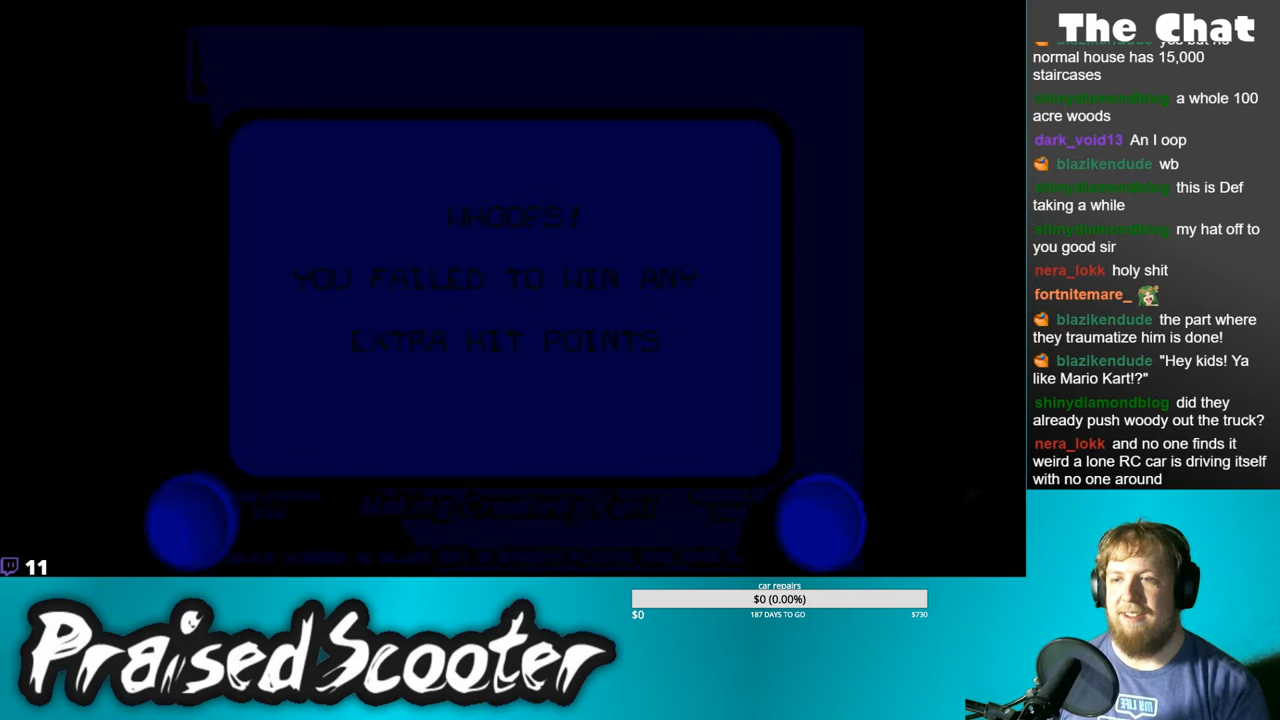 The Chat
normal house has 15,000
staircases
shinydiamondblog a whole 100
acre woods
dark_void13 An I oop
blazikendude wb
shinydiamondblog this is Def
taking a while
shinydiamondblog my hat off to
you good sir
nera_lokk holy shit
fortnitemare_
blazikendude the part where
they traumatize him is done!
blazikendude "Hey kids! Ya
like Mario Kart!?"
shinydiamondblog did they
already push woody out the truck?
nera_lokk and no one finds it
weird a lone RC car is driving itself
with no one around
WHOOPS!
YOU FAILED TO WIN ANY
EXTRA HIT POINTS
11
car repairs
$0 (0.00%)
$0 187 DAYS TO GO $730
PraisedScooter
MY LIFE